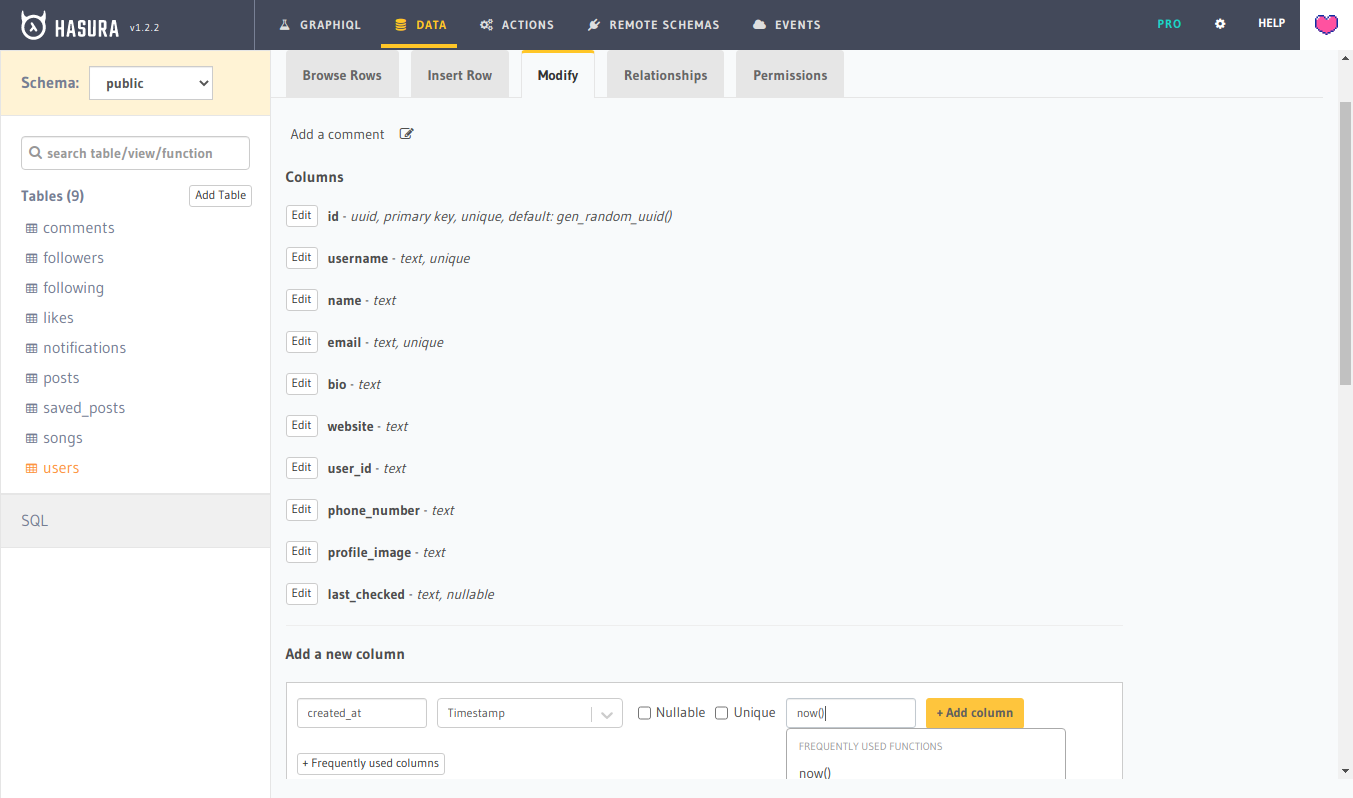 HASURA v1.2.2 GRAPHIQL DATA ACTIONS REMOTE SCHEMAS EVENTS PRO HELP
Schema: public
search table/view/function
Tables (9) Add Table
comments
followers
following
likes
notifications
posts
saved_posts
songs
users
SQL
Browse Rows Insert Row Modify Relationships Permissions
Add a comment
Columns
Edit id - uuid, primary key, unique, default: gen_random_uuid()
Edit username - text, unique
Edit name - text
Edit email - text, unique
Edit bio - text
Edit website - text
Edit user_id - text
Edit phone_number - text
Edit profile_image - text
Edit last_checked - text, nullable
Add a new column
created_at Timestamp Nullable Unique now() + Add column
FREQUENTLY USED FUNCTIONS
+ Frequently used columns
now()